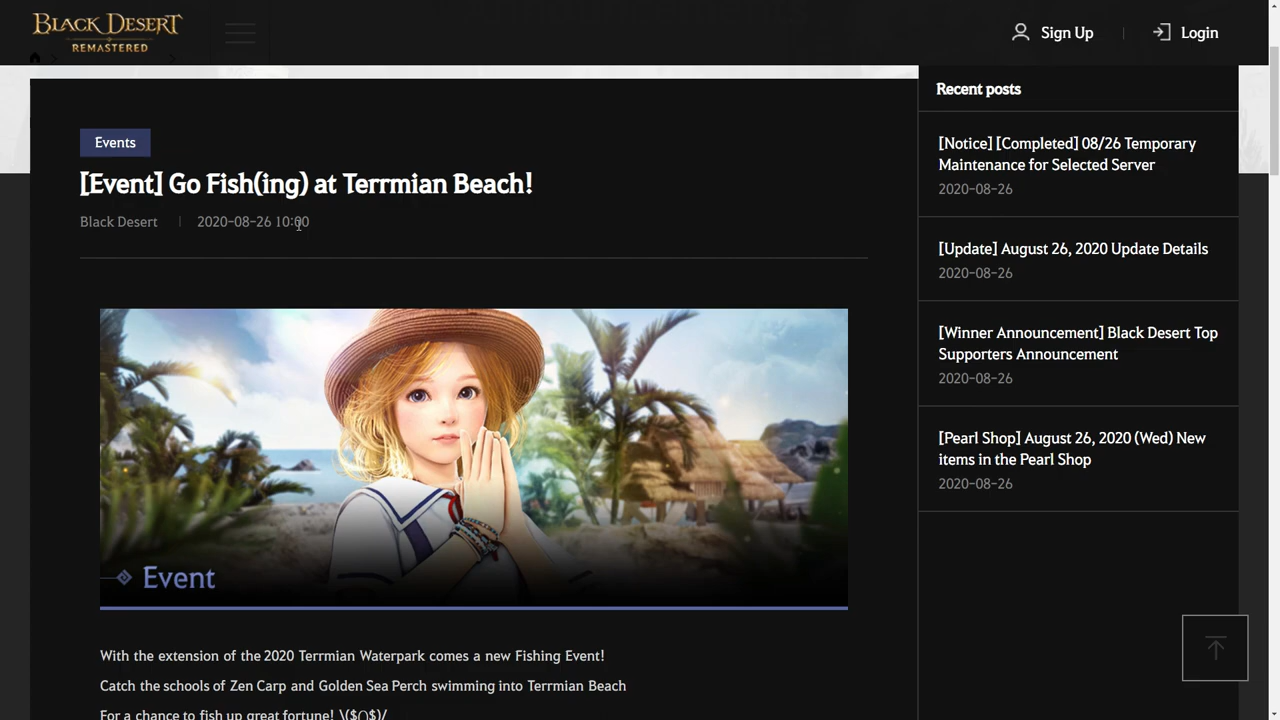 BLACK DESERT
REMASTERED
Sign Up
Login
Events
[Event] Go Fish(ing) at Terrmian Beach!
Black Desert
2020-08-26 10:00
Event
With the extension of the 2020 Terrmian Waterpark comes a new Fishing Event!
Catch the schools of Zen Carp and Golden Sea Perch swimming into Terrmian Beach
For a chance to fish up great fortune! \($()$)/
Recent posts
[Notice] [Completed] 08/26 Temporary
Maintenance for Selected Server
2020-08-26
[Update] August 26, 2020 Update Details
2020-08-26
[Winner Announcement] Black Desert Top
Supporters Announcement
2020-08-26
[Pearl Shop] August 26, 2020 (Wed) New
items in the Pearl Shop
2020-08-26